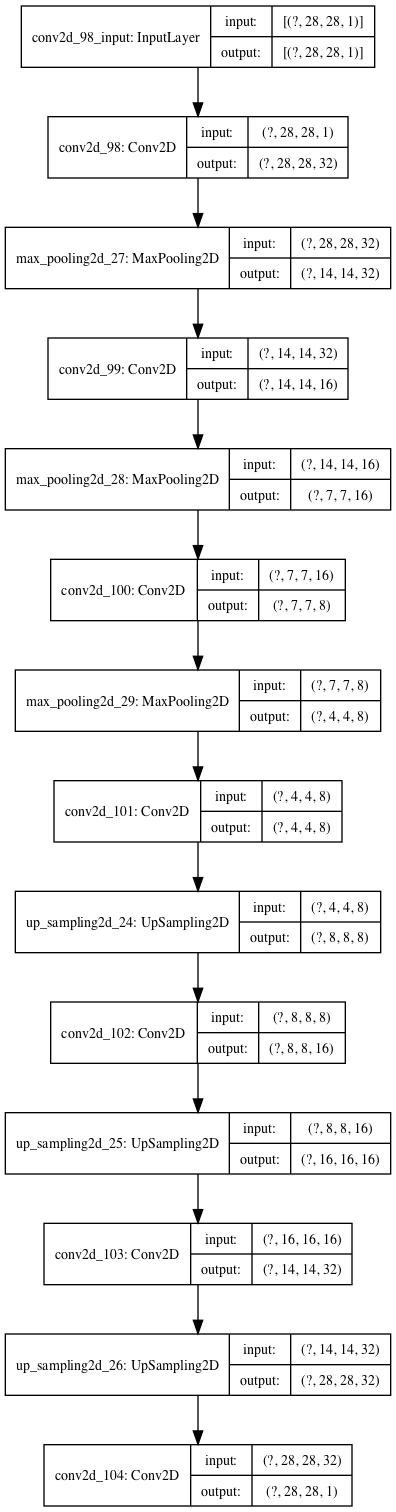 conv2d_98_input: InputLayer
input: [(?, 28, 28, 1)]
output: [(?, 28, 28, 1)]
conv2d_98: Conv2D
input: (?, 28, 28, 1)
output: (?, 28, 28, 32)
max_pooling2d_27: MaxPooling2D
input: (?, 28, 28, 32)
output: (?, 14, 14, 32)
conv2d_99: Conv2D
input: (?, 14, 14, 32)
output: (?, 14, 14, 16)
max_pooling2d_28: MaxPooling2D
input: (?, 14, 14, 16)
output: (?, 7, 7, 16)
conv2d_100: Conv2D
input: (?, 7, 7, 16)
output: (?, 7, 7, 8)
max_pooling2d_29: MaxPooling2D
input: (?, 7, 7, 8)
output: (?, 4, 4, 8)
conv2d_101: Conv2D
input: (?, 4, 4, 8)
output: (?, 4, 4, 8)
up_sampling2d_24: UpSampling2D
input: (?, 4, 4, 8)
output: (?, 8, 8, 8)
conv2d_102: Conv2D
input: (?, 8, 8, 8)
output: (?, 8, 8, 16)
up_sampling2d_25: UpSampling2D
input: (?, 8, 8, 16)
output: (?, 16, 16, 16)
conv2d_103: Conv2D
input: (?, 16, 16, 16)
output: (?, 14, 14, 32)
up_sampling2d_26: UpSampling2D
input: (?, 14, 14, 32)
output: (?, 28, 28, 32)
conv2d_104: Conv2D
input: (?, 28, 28, 32)
output: (?, 28, 28, 1)